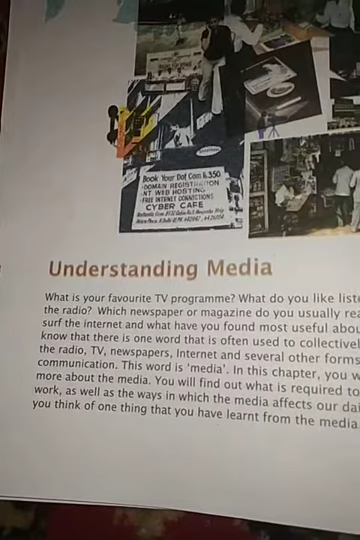 Book Your Dot Com Rs.350
DOMAIN REGISTRATION
NT WEB HOSTING
FREE INTERNET CONNECTIONS
CYBER CAFE
Understanding Media
What is your favourite TV programme? What do you like liste
the radio? Which newspaper or magazine do you usually rea
surf the internet and what have you found most useful abou
know that there is one word that is often used to collectivel
the radio, TV, newspapers, Internet and several other forms
communication. This word is ‘media’. In this chapter, you w
more about the media. You will find out what is required to
work, as well as the ways in which the media affects our dai
you think of one thing that you have learnt from the media